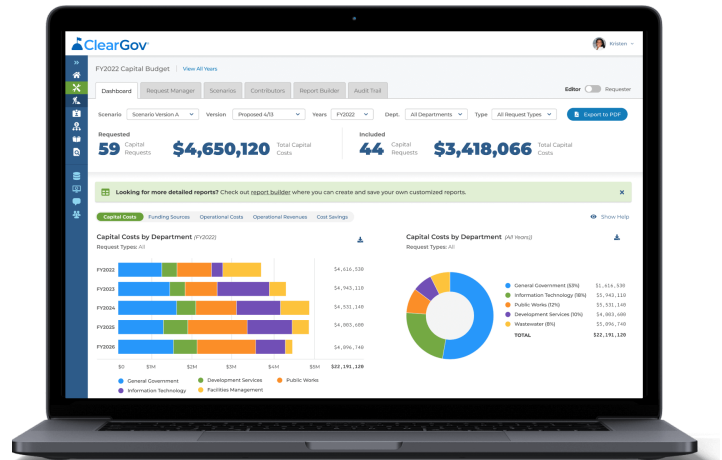 ClearGov
Kristen
FY2022 Capital Budget | View All Years
Dashboard Request Manager Scenarios Contributors Report Builder Audit Trail
Editor Requester
Scenario Scenario Version A Version Proposed 4/13 Years FY2022 Dept. All Departments Type All Request Types Export to PDF
Requested
59 Capital Requests $4,650,120 Total Capital Costs
Included
44 Capital Requests $3,418,066 Total Capital Costs
Looking for more detailed reports? Check out report builder where you can create and save your own customized reports.
Capital Costs Funding Sources Operational Costs Operational Revenues Cost Savings
Show Help
Capital Costs by Department (FY2022)
Request Types: All
FY2022 $4,616,530
FY2023 $4,943,110
FY2024 $4,531,140
FY2025 $4,003,600
FY2026 $4,096,740
$0 $1M $2M $3M $4M $5M $22,191,120
General Government Development Services Public Works
Information Technology Facilities Management
Capital Costs by Department (All Years))
Request Types: All
General Government (53%) $1,616,530
Information Technology (18%) $5,943,110
Public Works (12%) $5,531,140
Development Services (10%) $4,003,600
Wastewater (8%) $5,096,740
TOTAL $22,191,120